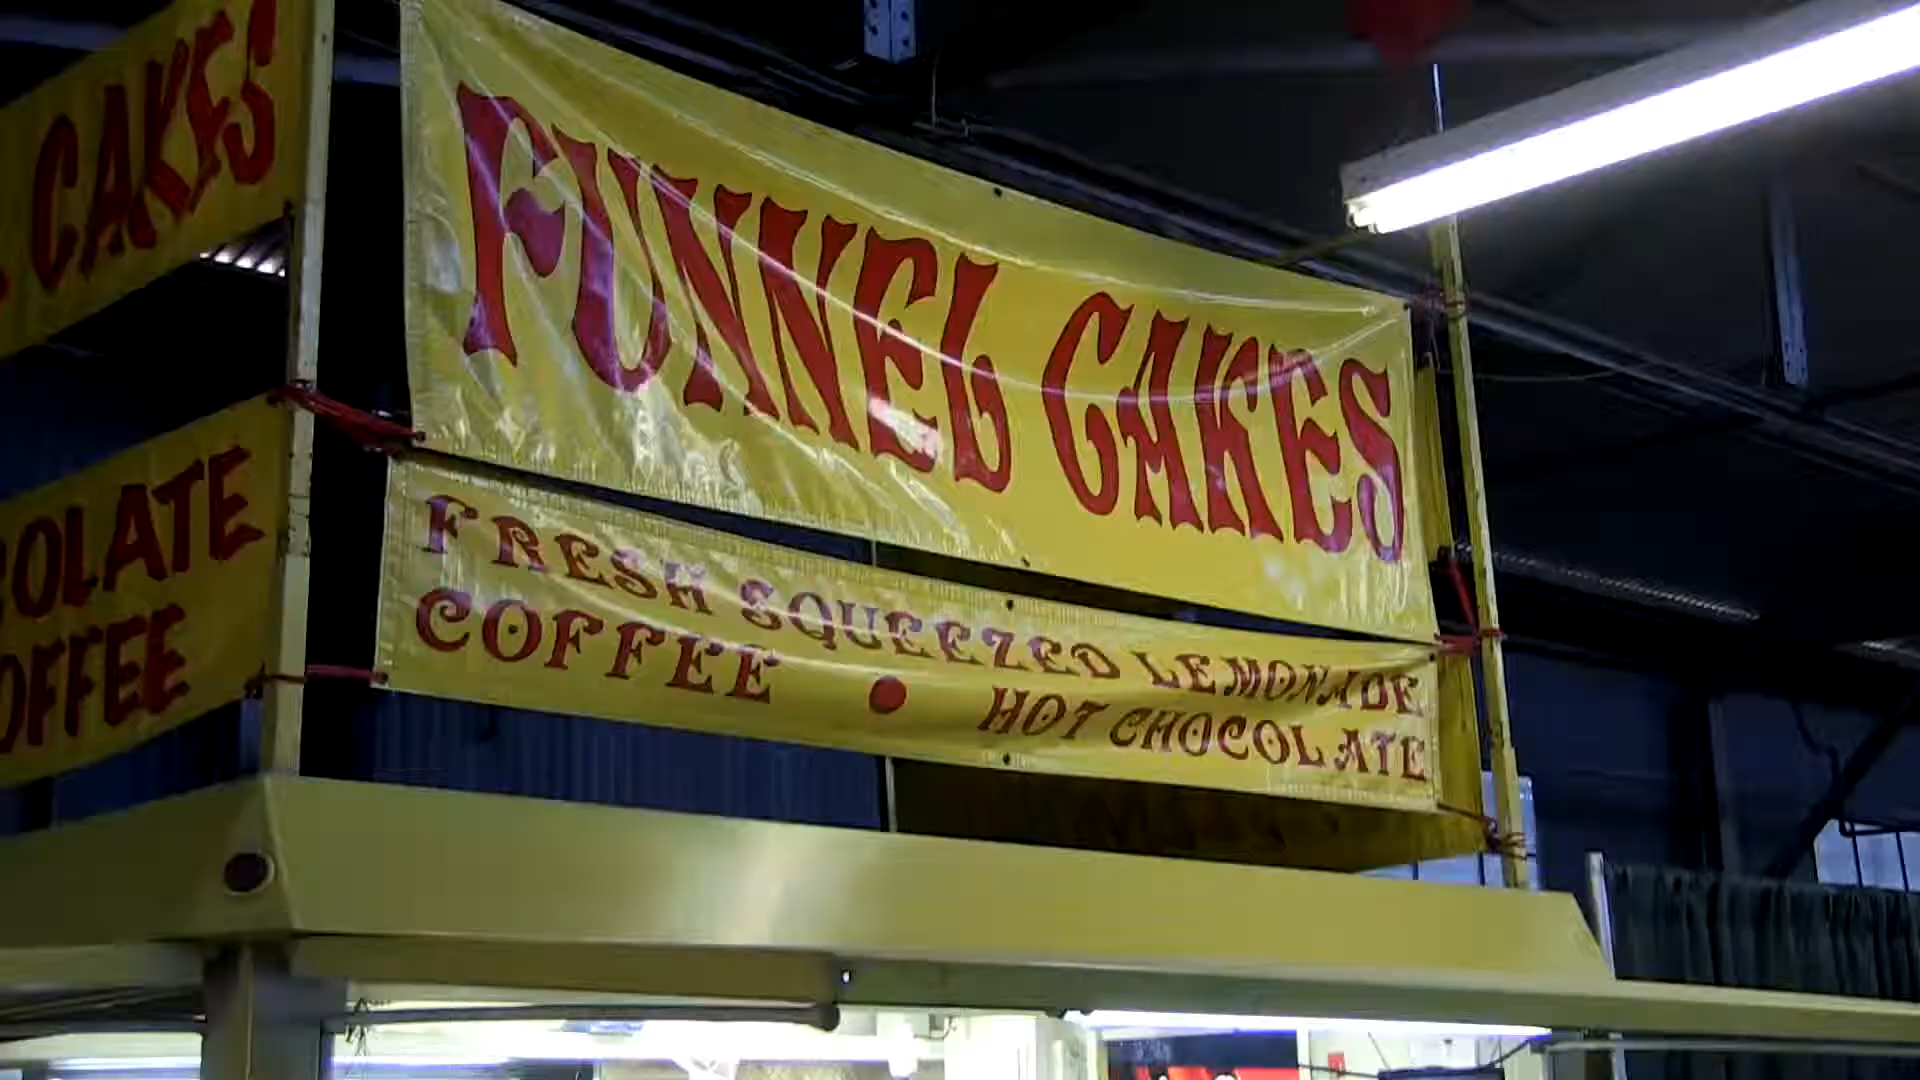 CAKES
OLATE
OFFEE
FUNNEL CAKES
FRESH SQUEEZED LEMONADE
COFFEE • HOT CHOCOLATE